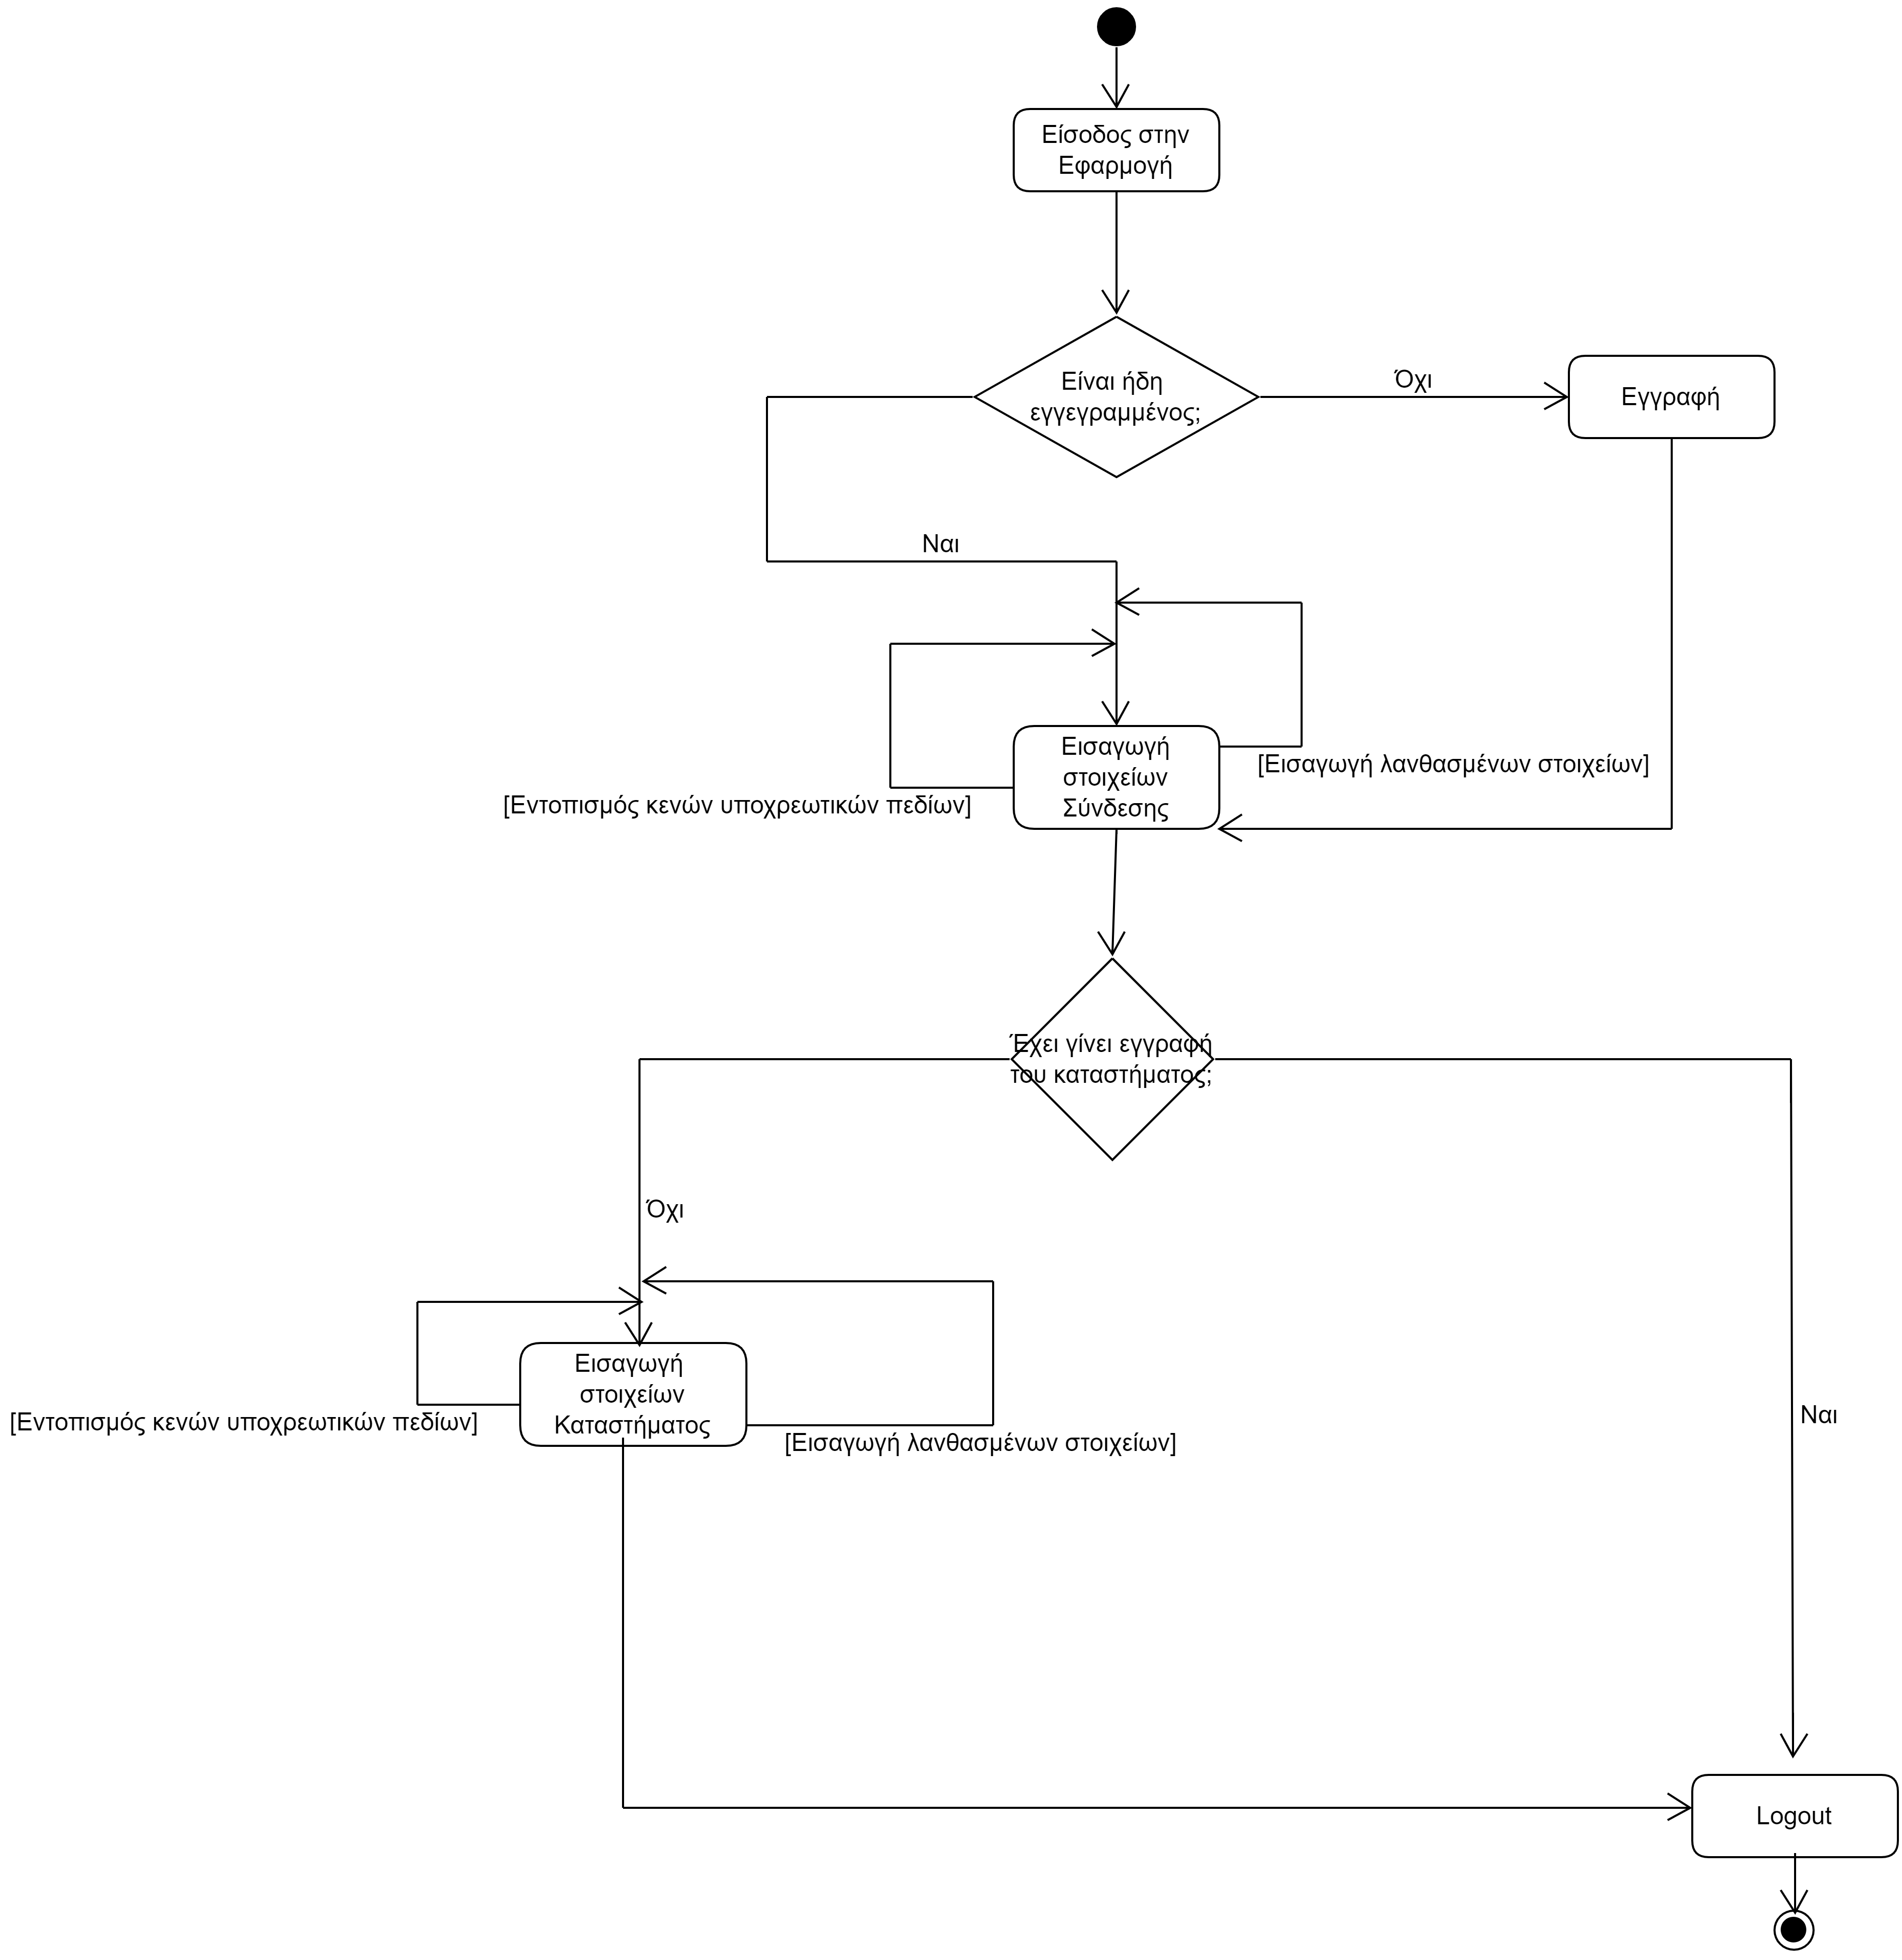 Είσοδος στην
Εφαρμογή
Είναι ήδη
εγγεγραμμένος;
Όχι
Εγγραφή
Ναι
Εισαγωγή
στοιχείων
Σύνδεσης
[Εισαγωγή λανθασμένων στοιχείων]
[Εντοπισμός κενών υποχρεωτικών πεδίων]
Έχει γίνει εγγραφή
του καταστήματος;
Όχι
Εισαγωγή
στοιχείων
Καταστήματος
[Εντοπισμός κενών υποχρεωτικών πεδίων]
[Εισαγωγή λανθασμένων στοιχείων]
Ναι
Logout